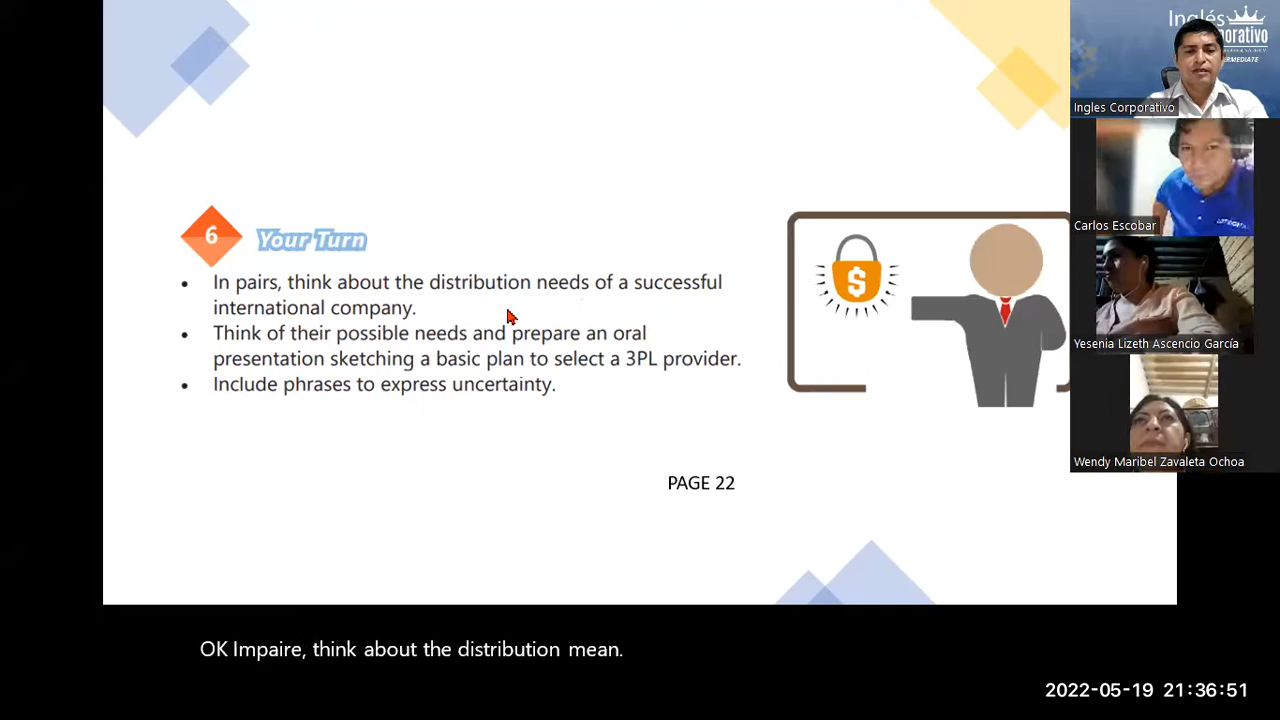 Inglés
orporativo
ERMEDIATE
Ingles Corporativo
Carlos Escobar
Yesenia Lizeth Ascencio García
Wendy Maribel Zavaleta Ochoa
6
Your Turn
• In pairs, think about the distribution needs of a successful
international company.
• Think of their possible needs and prepare an oral
presentation sketching a basic plan to select a 3PL provider.
• Include phrases to express uncertainty.
$
PAGE 22
OK Impaire, think about the distribution mean.
2022-05-19 21:36:51